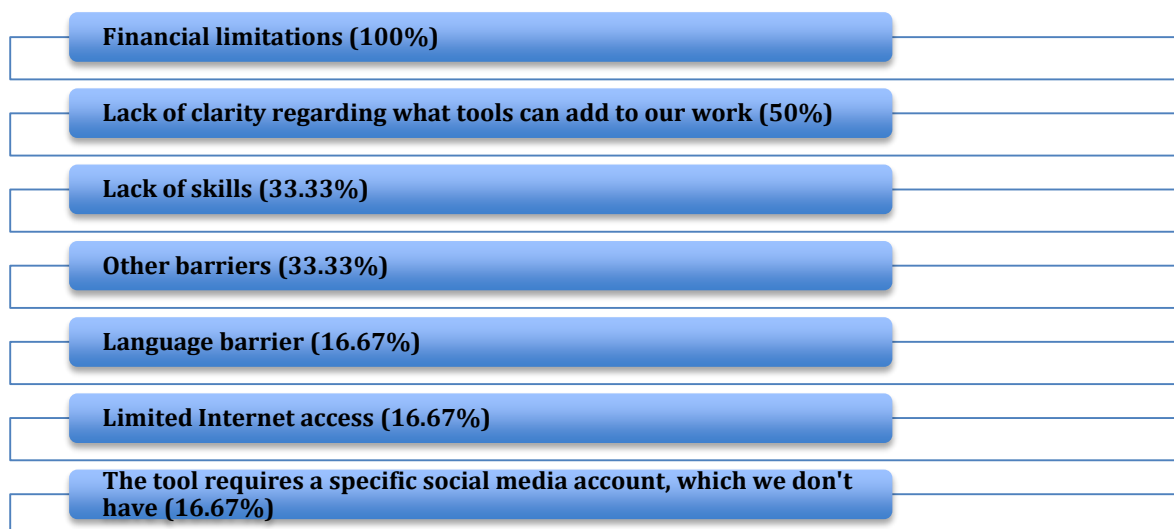 Financial limitations (100%)
Lack of clarity regarding what tools can add to our work (50%)
Lack of skills (33.33%)
Other barriers (33.33%)
Language barrier (16.67%)
Limited Internet access (16.67%)
The tool requires a specific social media account, which we don't
have (16.67%)